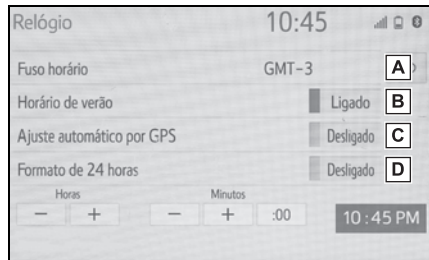 Relógio 10:45
Fuso horário GMT-3 A
Horário de verão Ligado B
Ajuste automático por GPS Desligado C
Formato de 24 horas Desligado D
Horas Minutos
− + − + :00 10:45 PM